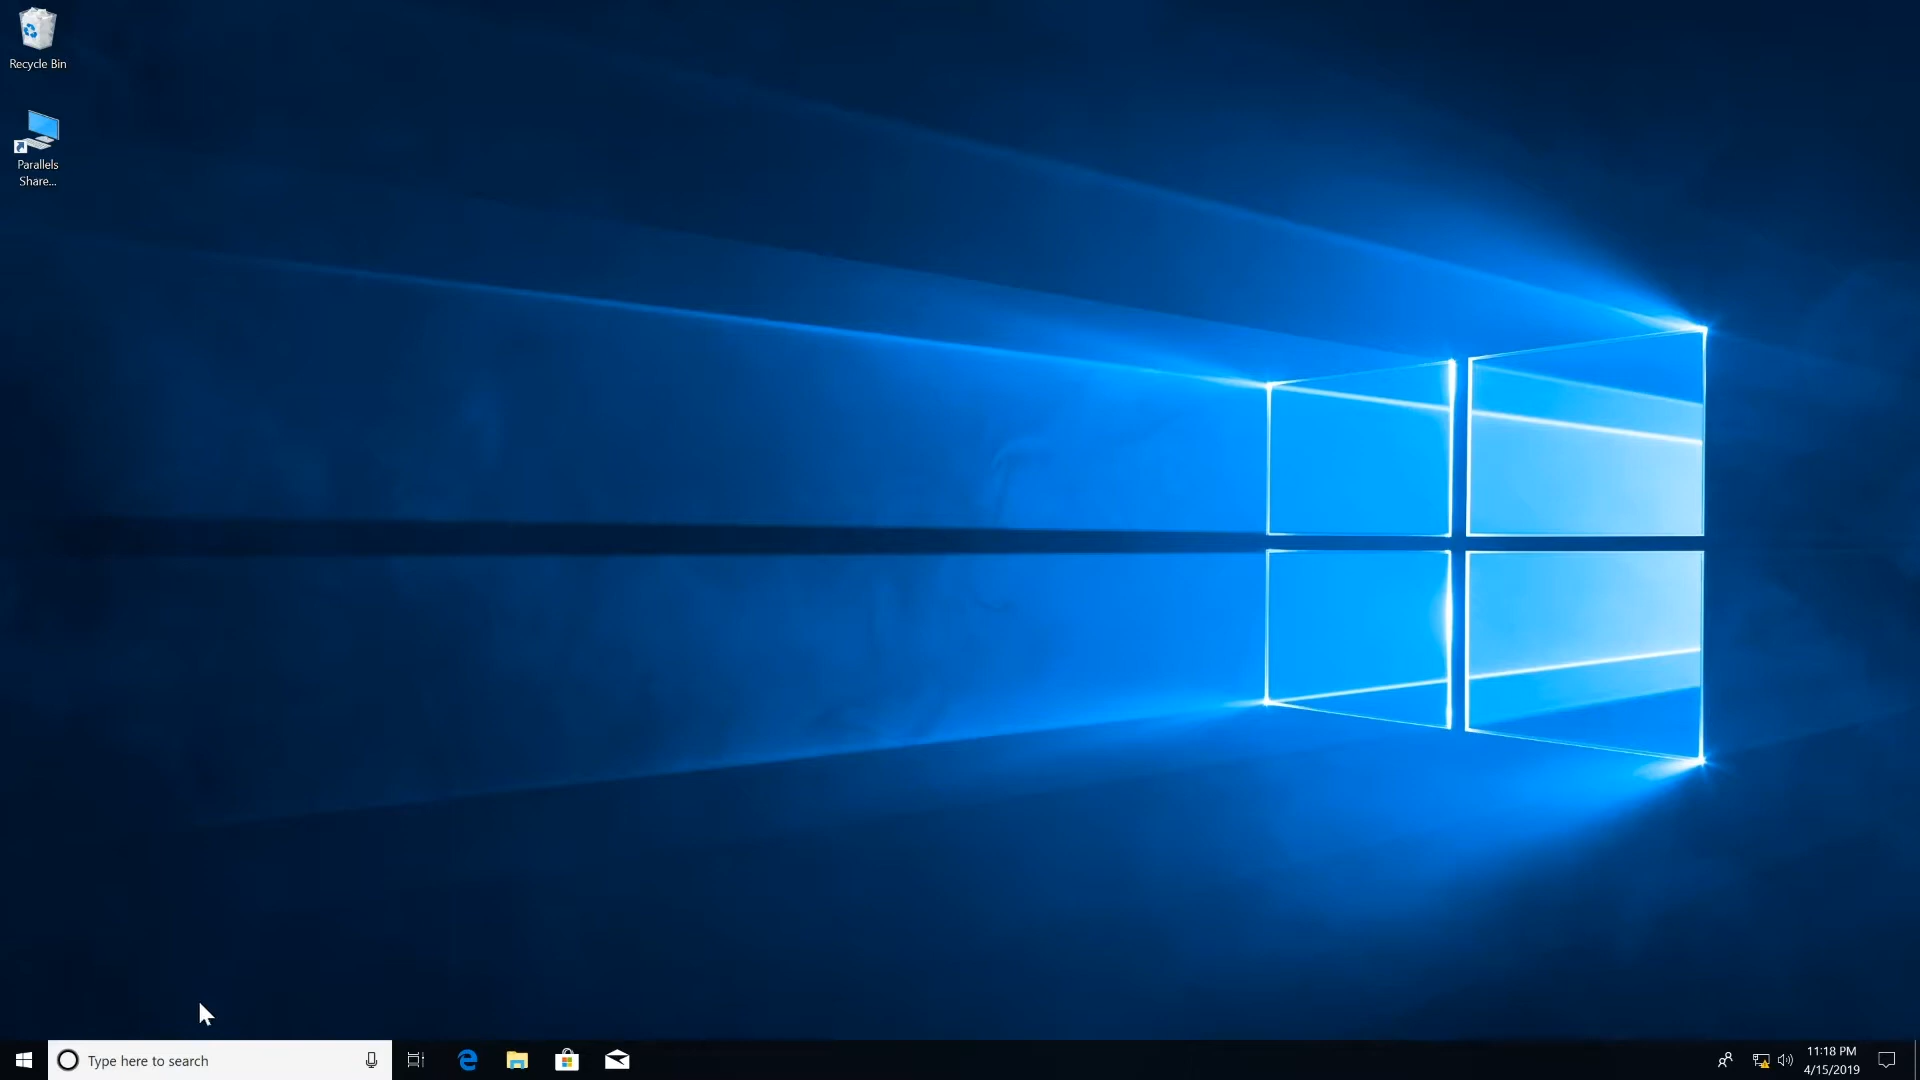 Recycle Bin
Parallels
Share...
Type here to search
11:18 PM
4/15/2019